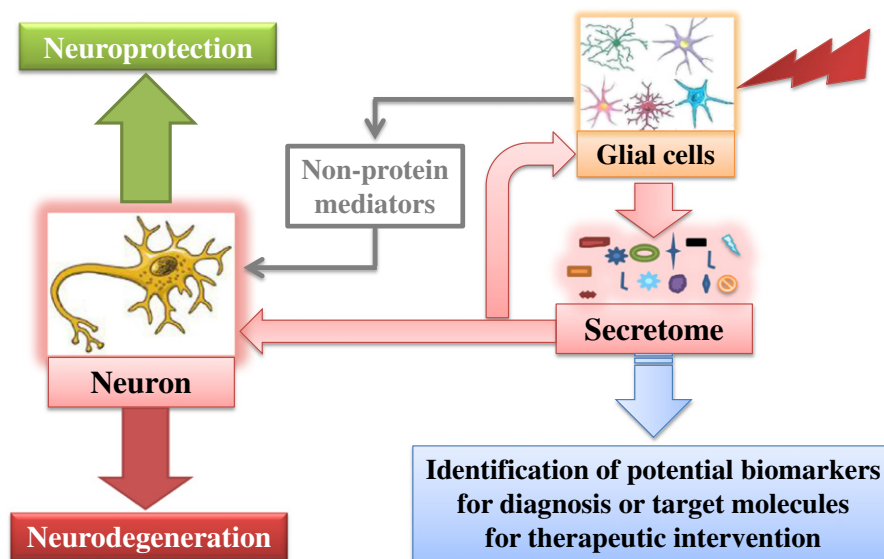 Neuroprotection
Glial cells
Non-protein
mediators
Neuron
Secretome
Neurodegeneration
Identification of potential biomarkers
for diagnosis or target molecules
for therapeutic intervention